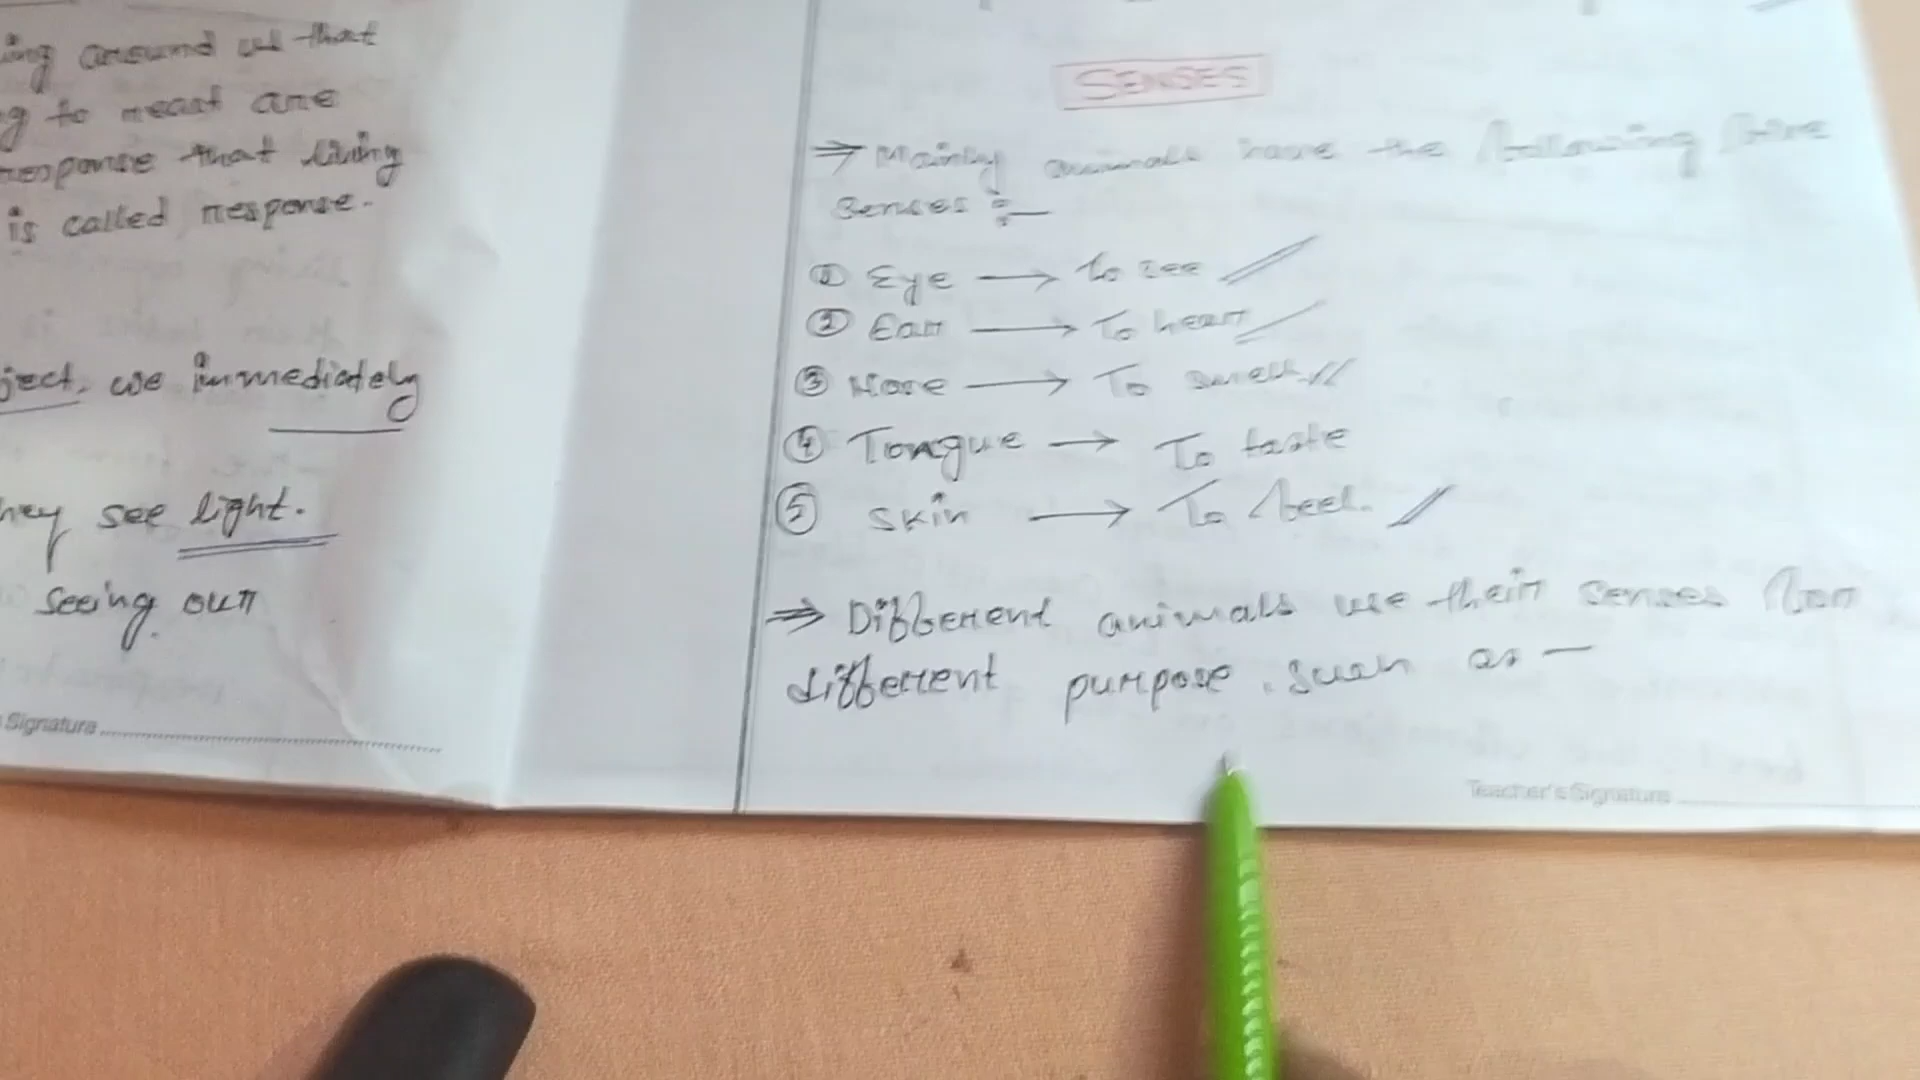 ing around us that
g to react are
response that living
is called response.
ject, we immediately
hey see light.
seeing our
Signature
SENSES
⇒ Mainly animals have the following five
senses :-
① Eye → To see
② Ear → To hear
③ Nose → To smell
④ Tongue → To taste
⑤ Skin → To feel.
⇒ Different animals use their senses for
different purpose. such as —
Teacher's Signature